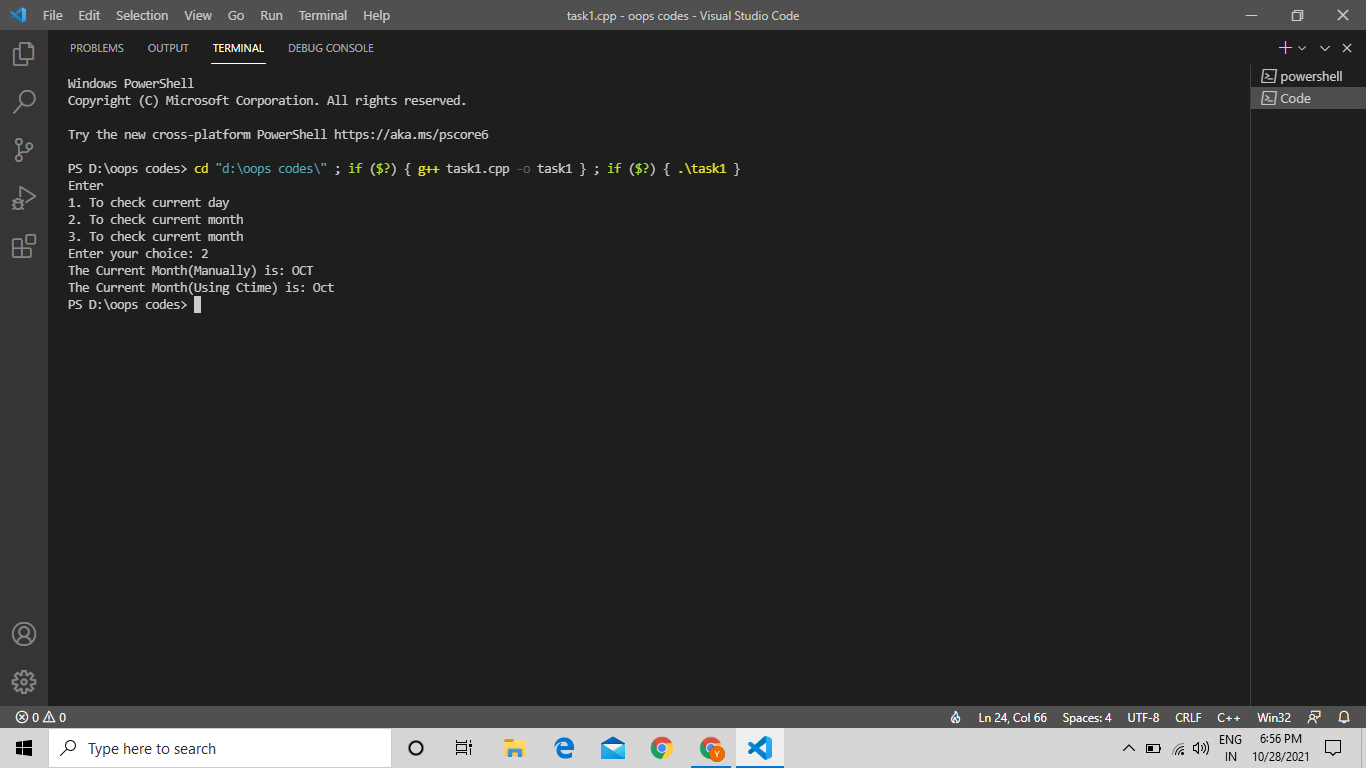 File Edit Selection View Go Run Terminal Help
task1.cpp - oops codes - Visual Studio Code
PROBLEMS OUTPUT TERMINAL DEBUG CONSOLE
Windows PowerShell
Copyright (C) Microsoft Corporation. All rights reserved.
Try the new cross-platform PowerShell https://aka.ms/pscore6
PS D:\oops codes> cd "d:\oops codes\" ; if ($?) { g++ task1.cpp -o task1 } ; if ($?) { .\task1 }
Enter
1. To check current day
2. To check current month
3. To check current month
Enter your choice: 2
The Current Month(Manually) is: OCT
The Current Month(Using Ctime) is: Oct
PS D:\oops codes>
powershell
Code
0 0
Ln 24, Col 66 Spaces: 4 UTF-8 CRLF C++ Win32
Type here to search
Y
ENG
IN
6:56 PM
10/28/2021